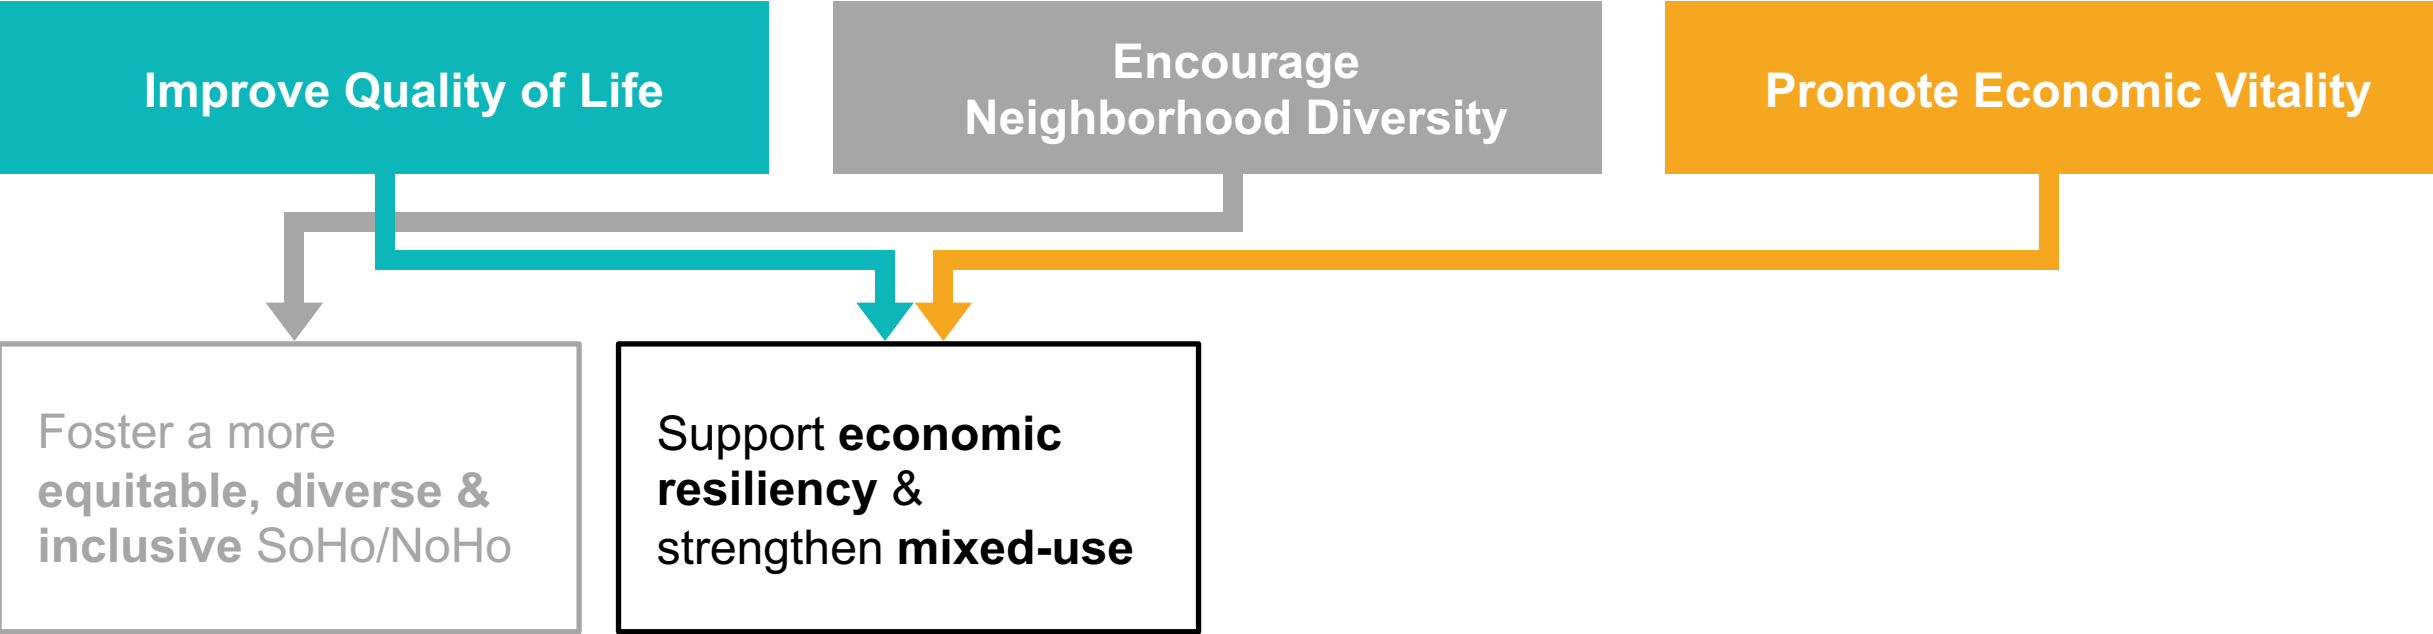 Improve Quality of Life
Encourage
Neighborhood Diversity
Promote Economic Vitality
Foster a more
equitable, diverse &
inclusive SoHo/NoHo
Support economic
resiliency &
strengthen mixed-use